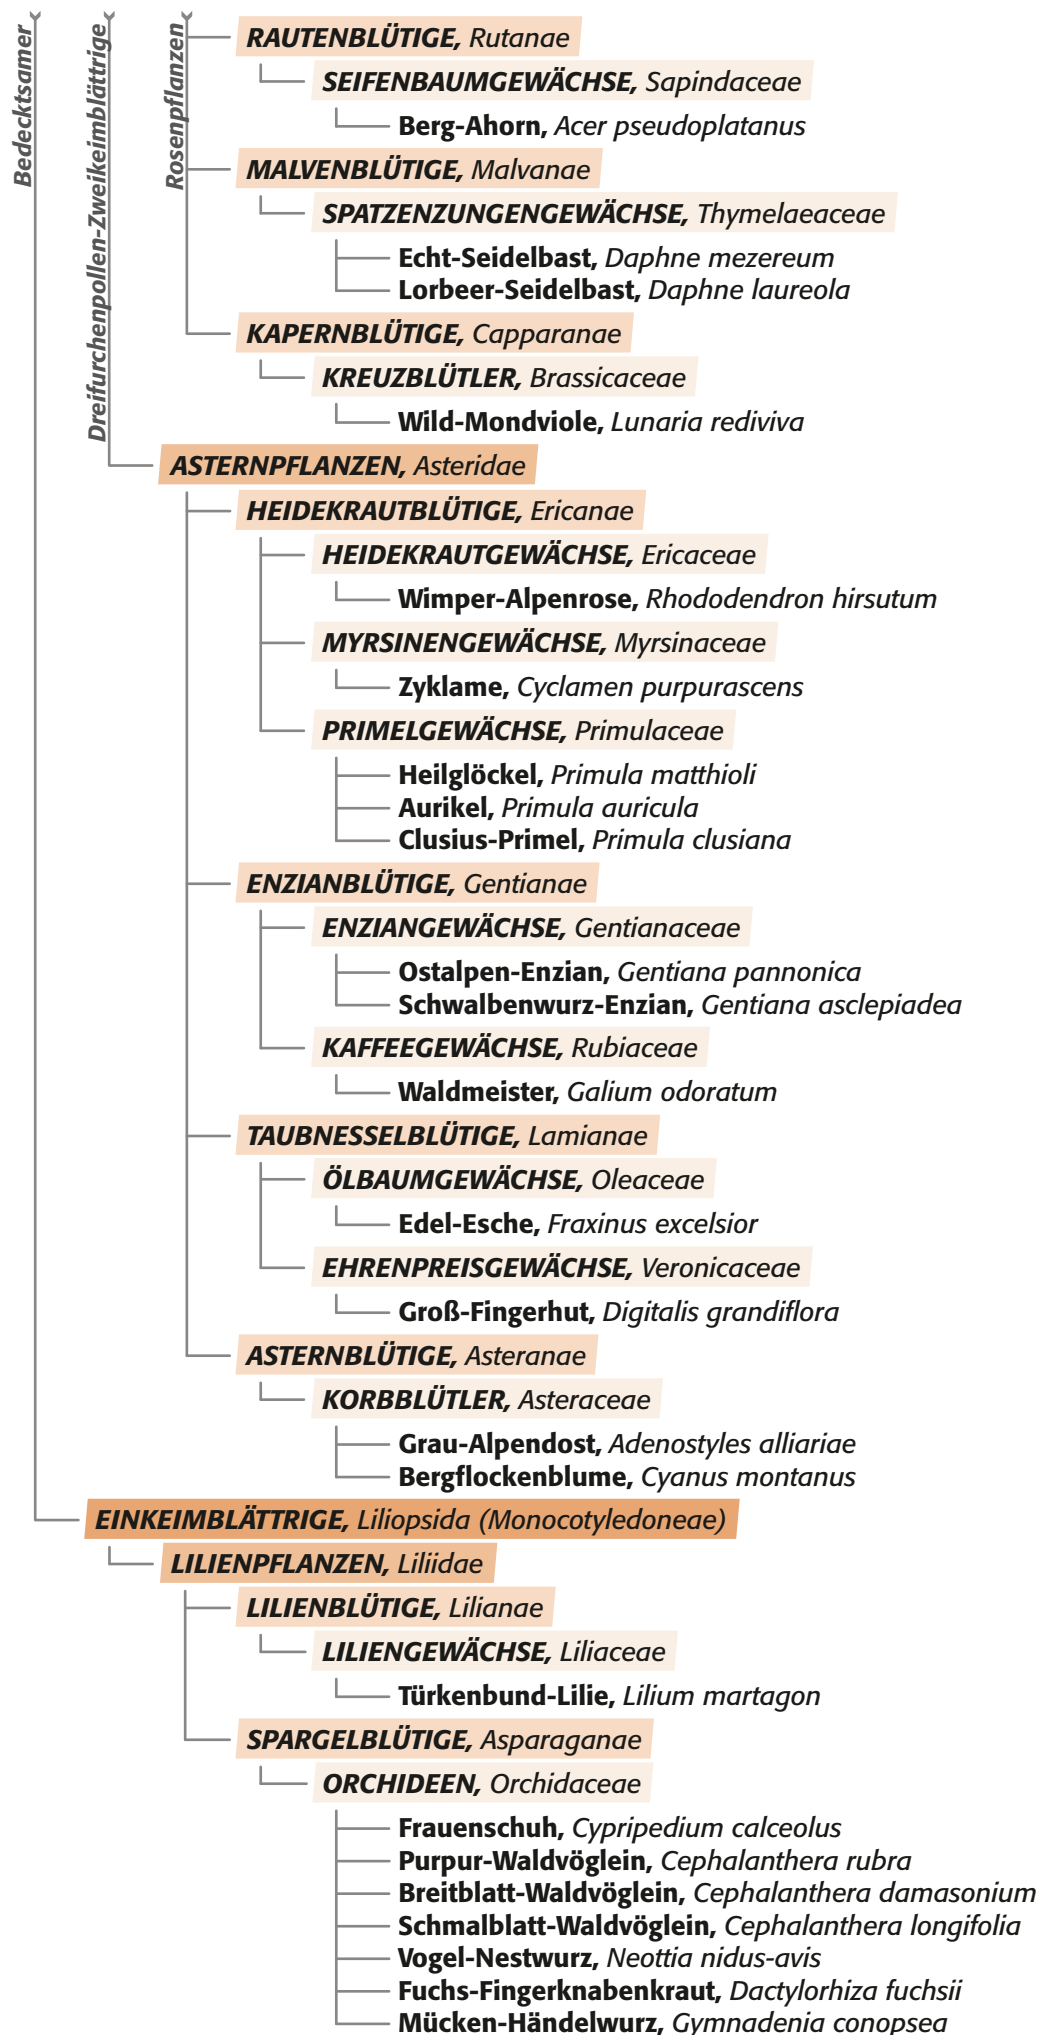 Bedecktsamer
Dreifurchenpollen-Zweikeimblättrige
Rosenpflanzen
RAUTENBLÜTIGE, Rutanae
SEIFENBAUMGEWÄCHSE, Sapindaceae
Berg-Ahorn, Acer pseudoplatanus
MALVENBLÜTIGE, Malvanae
SPATZENZUNGENGEWÄCHSE, Thymelaeaceae
Echt-Seidelbast, Daphne mezereum
Lorbeer-Seidelbast, Daphne laureola
KAPERNBLÜTIGE, Capparanae
KREUZBLÜTLER, Brassicaceae
Wild-Mondviole, Lunaria rediviva
ASTERNPFLANZEN, Asteridae
HEIDEKRAUTBLÜTIGE, Ericanae
HEIDEKRAUTGEWÄCHSE, Ericaceae
Wimper-Alpenrose, Rhododendron hirsutum
MYRSINENGEWÄCHSE, Myrsinaceae
Zyklame, Cyclamen purpurascens
PRIMELGEWÄCHSE, Primulaceae
Heilglöckel, Primula matthioli
Aurikel, Primula auricula
Clusius-Primel, Primula clusiana
ENZIANBLÜTIGE, Gentianae
ENZIANGEWÄCHSE, Gentianaceae
Ostalpen-Enzian, Gentiana pannonica
Schwalbenwurz-Enzian, Gentiana asclepiadea
KAFFEEGEWÄCHSE, Rubiaceae
Waldmeister, Galium odoratum
TAUBNESSELBLÜTIGE, Lamianae
ÖLBAUMGEWÄCHSE, Oleaceae
Edel-Esche, Fraxinus excelsior
EHRENPREISGEWÄCHSE, Veronicaceae
Groß-Fingerhut, Digitalis grandiflora
ASTERNBLÜTIGE, Asteranae
KORBBLÜTLER, Asteraceae
Grau-Alpendost, Adenostyles alliariae
Bergflockenblume, Cyanus montanus
EINKEIMBLÄTTRIGE, Liliopsida (Monocotyledoneae)
LILIENPFLANZEN, Liliidae
LILIENBLÜTIGE, Lilianae
LILIENGEWÄCHSE, Liliaceae
Türkenbund-Lilie, Lilium martagon
SPARGELBLÜTIGE, Asparaganae
ORCHIDEEN, Orchidaceae
Frauenschuh, Cypripedium calceolus
Purpur-Waldvöglein, Cephalanthera rubra
Breitblatt-Waldvöglein, Cephalanthera damasonium
Schmalblatt-Waldvöglein, Cephalanthera longifolia
Vogel-Nestwurz, Neottia nidus-avis
Fuchs-Fingerknabenkraut, Dactylorhiza fuchsii
Mücken-Händelwurz, Gymnadenia conopsea